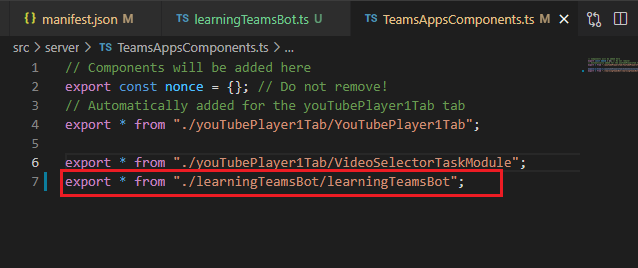 {} manifest.json M
TS learningTeamsBot.ts U
TS TeamsAppsComponents.ts M
src > server > TS TeamsAppsComponents.ts > ...
1 // Components will be added here
2 export const nonce = {}; // Do not remove!
3 // Automatically added for the youTubePlayer1Tab tab
4 export * from "./youTubePlayer1Tab/YouTubePlayer1Tab";
5
6 export * from "./youTubePlayer1Tab/VideoSelectorTaskModule";
7 export * from "./learningTeamsBot/learningTeamsBot";